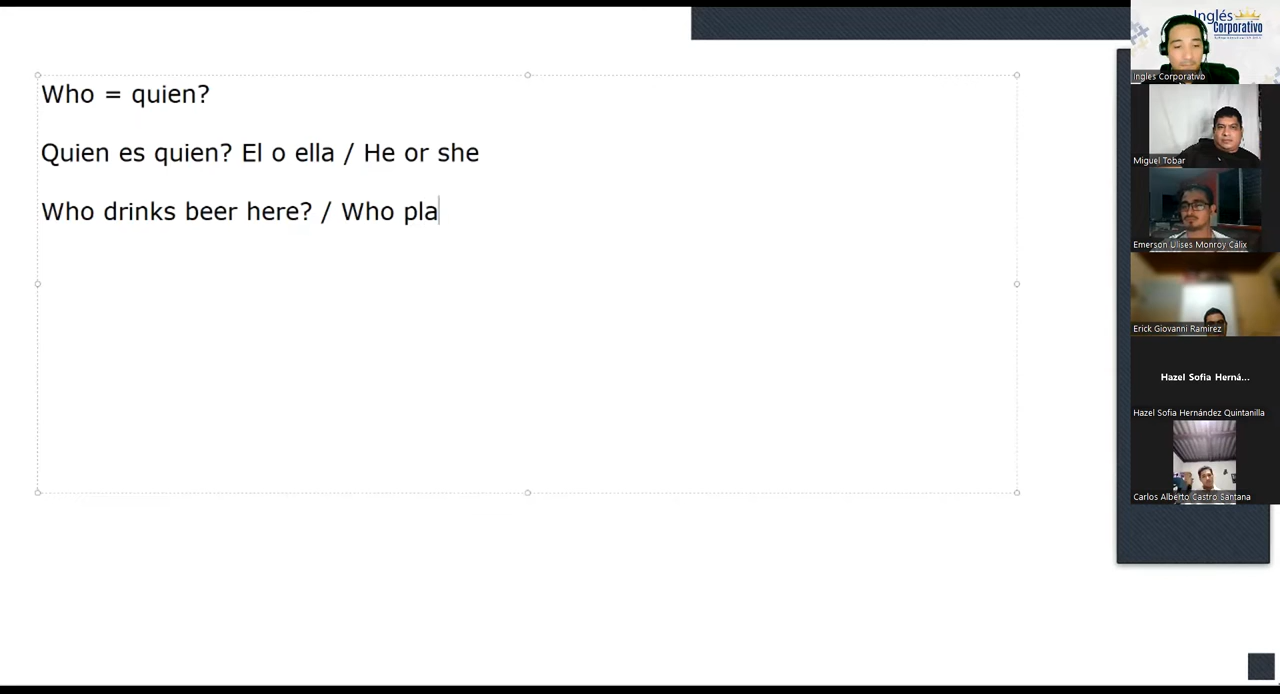 Who = quien?
Quien es quien? El o ella / He or she
Who drinks beer here? / Who pla
Inglés
Corporativo
Ingles Corporativo
Miguel Tobar
Emerson Ulises Monroy Cálix
Erick Giovanni Ramirez
Hazel Sofia Herná...
Hazel Sofia Hernández Quintanilla
Carlos Alberto Castro Santana